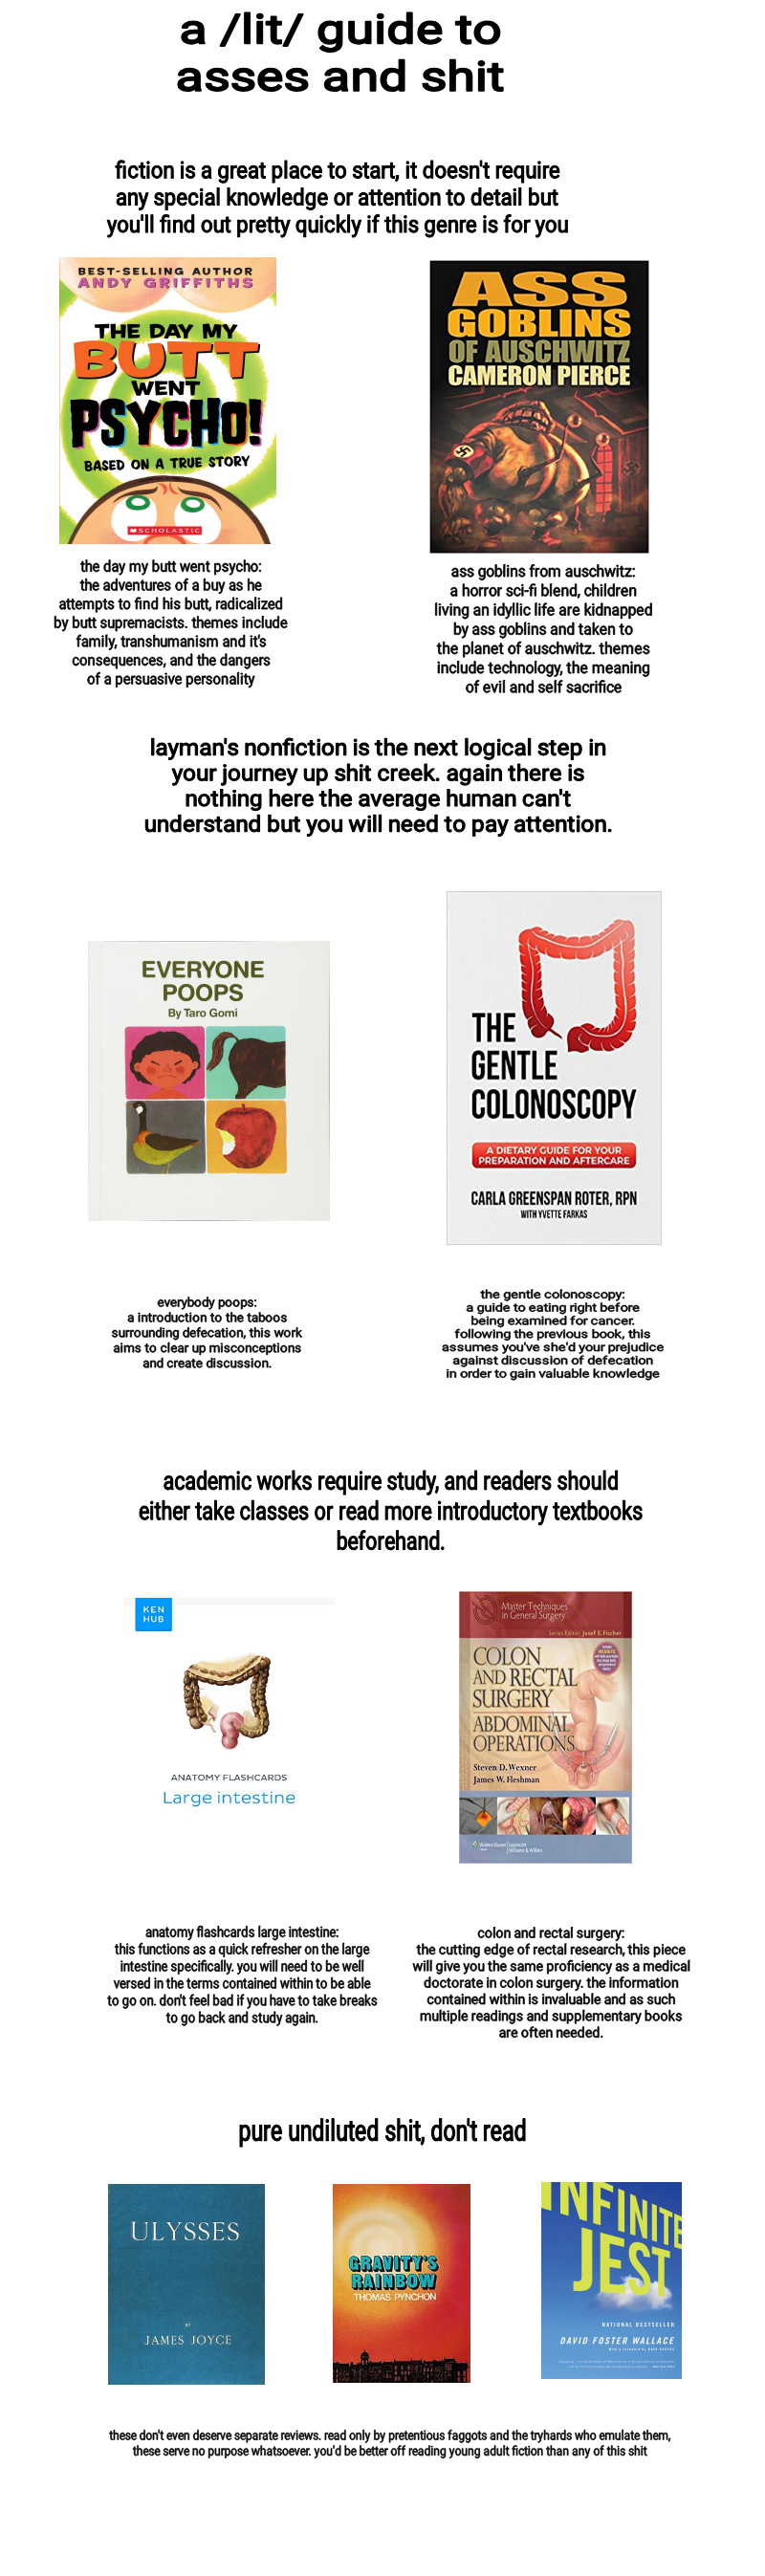 a /lit/ guide to
asses and shit
fiction is a great place to start, it doesn't require
any special knowledge or attention to detail but
you'll find out pretty quickly if this genre is for you
BEST-SELLING AUTHOR
ANDY GRIFFITHS
THE DAY MY
BUTT
WENT
PSYCHO!
BASED ON A TRUE STORY
SCHOLASTIC
the day my butt went psycho:
the adventures of a buy as he
attempts to find his butt, radicalized
by butt supremacists. themes include
family, transhumanism and it's
consequences, and the dangers
of a persuasive personality
ASS
GOBLINS
OF AUSCHWITZ
CAMERON PIERCE
ass goblins from auschwitz:
a horror sci-fi blend, children
living an idyllic life are kidnapped
by ass goblins and taken to
the planet of auschwitz. themes
include technology, the meaning
of evil and self sacrifice
layman's nonfiction is the next logical step in
your journey up shit creek. again there is
nothing here the average human can't
understand but you will need to pay attention.
EVERYONE
POOPS
By Taro Gomi
everybody poops:
a introduction to the taboos
surrounding defecation, this work
aims to clear up misconceptions
and create discussion.
THE
GENTLE
COLONOSCOPY
A DIETARY GUIDE FOR YOUR
PREPARATION AND AFTERCARE
CARLA GREENSPAN ROTER, RPN
WITH YVETTE FARKAS
the gentle colonoscopy:
a guide to eating right before
being examined for cancer.
following the previous book, this
assumes you've she'd your prejudice
against discussion of defecation
in order to gain valuable knowledge
academic works require study, and readers should
either take classes or read more introductory textbooks
beforehand.
KEN
HUB
ANATOMY FLASHCARDS
Large intestine
anatomy flashcards large intestine:
this functions as a quick refresher on the large
intestine specifically. you will need to be well
versed in the terms contained within to be able
to go on. don't feel bad if you have to take breaks
to go back and study again.
Master Techniques
in General Surgery
Series Editor: Josef E. Fischer
COLON
AND RECTAL
SURGERY
ABDOMINAL
OPERATIONS
Steven D. Wexner
James W. Fleshman
Wolters Kluwer Lippincott
Williams & Wilkins
colon and rectal surgery:
the cutting edge of rectal research, this piece
will give you the same proficiency as a medical
doctorate in colon surgery. the information
contained within is invaluable and as such
multiple readings and supplementary books
are often needed.
pure undiluted shit, don't read
ULYSSES
BY
JAMES JOYCE
GRAVITY'S
RAINBOW
THOMAS PYNCHON
INFINITE
JEST
NATIONAL BESTSELLER
DAVID FOSTER WALLACE
these don't even deserve separate reviews. read only by pretentious faggots and the tryhards who emulate them,
these serve no purpose whatsoever. you'd be better off reading young adult fiction than any of this shit